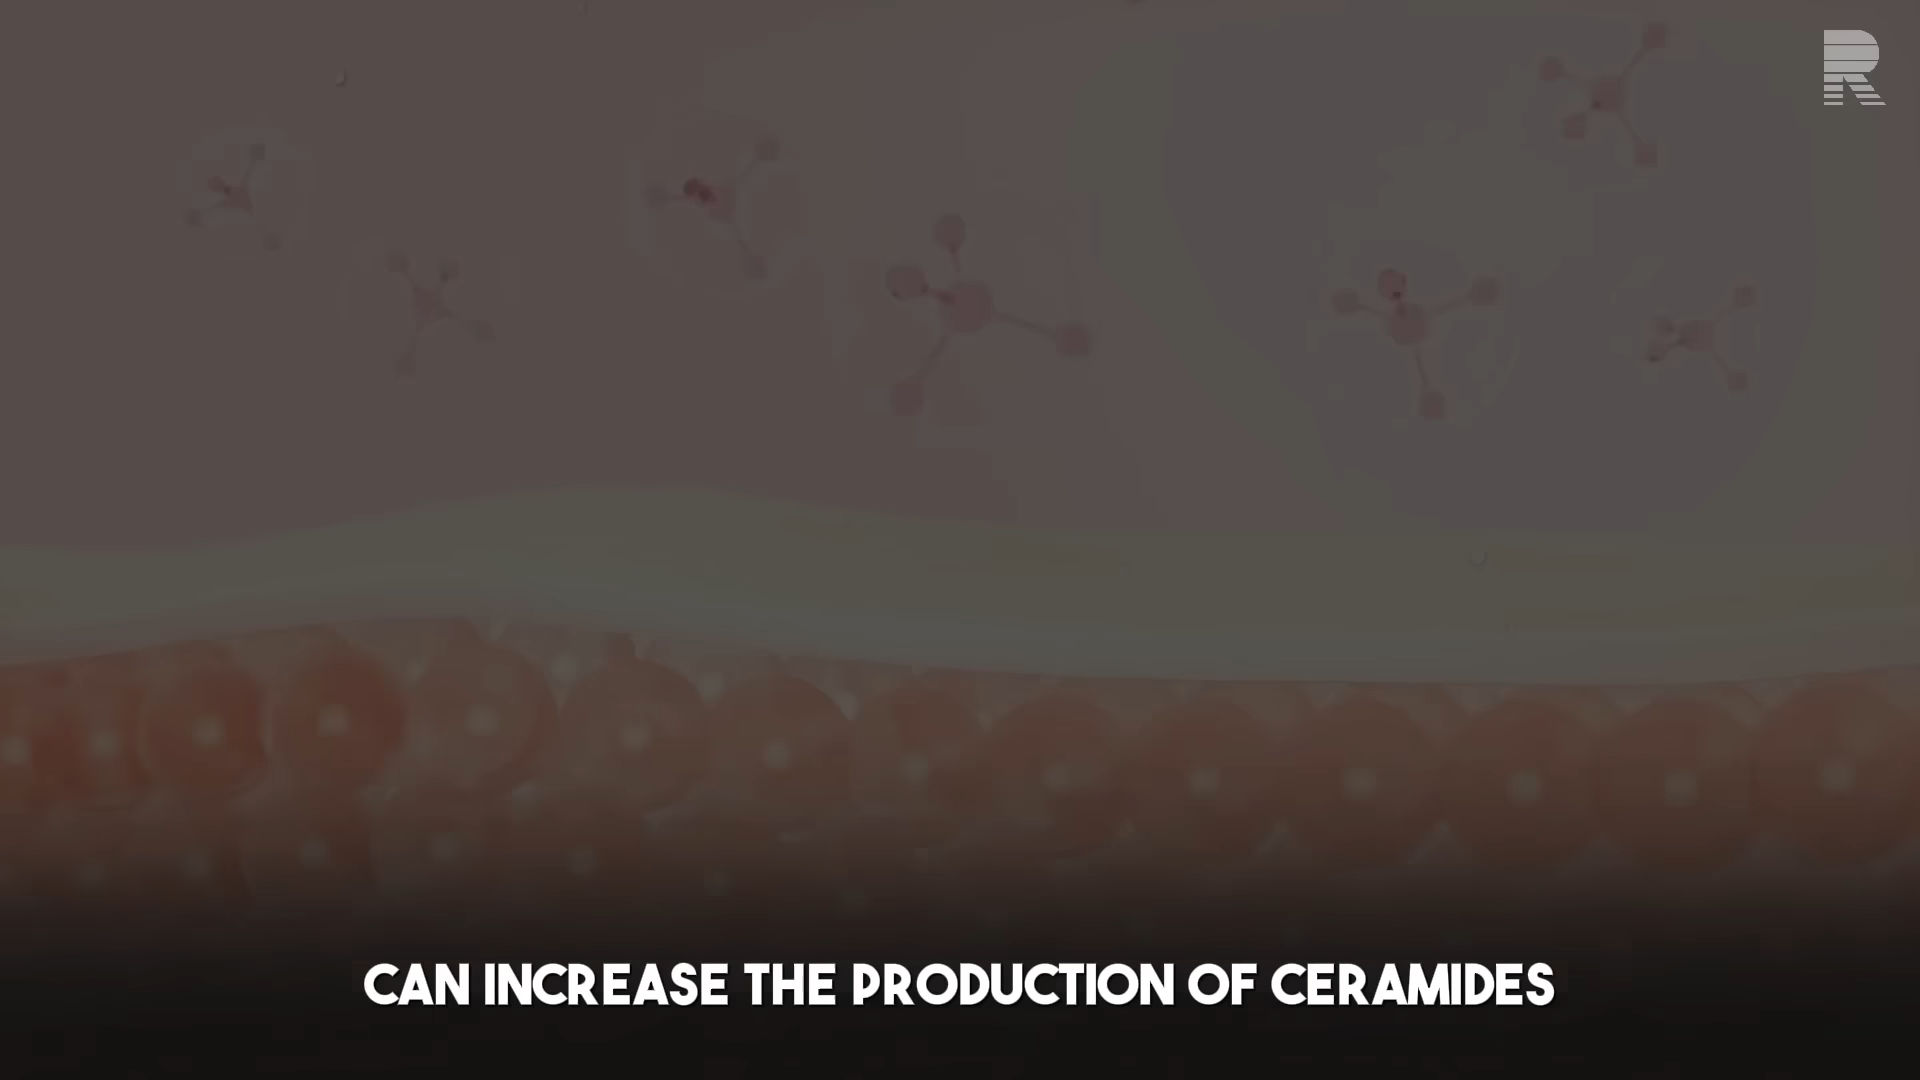 R
CAN INCREASE THE PRODUCTION OF CERAMIDES